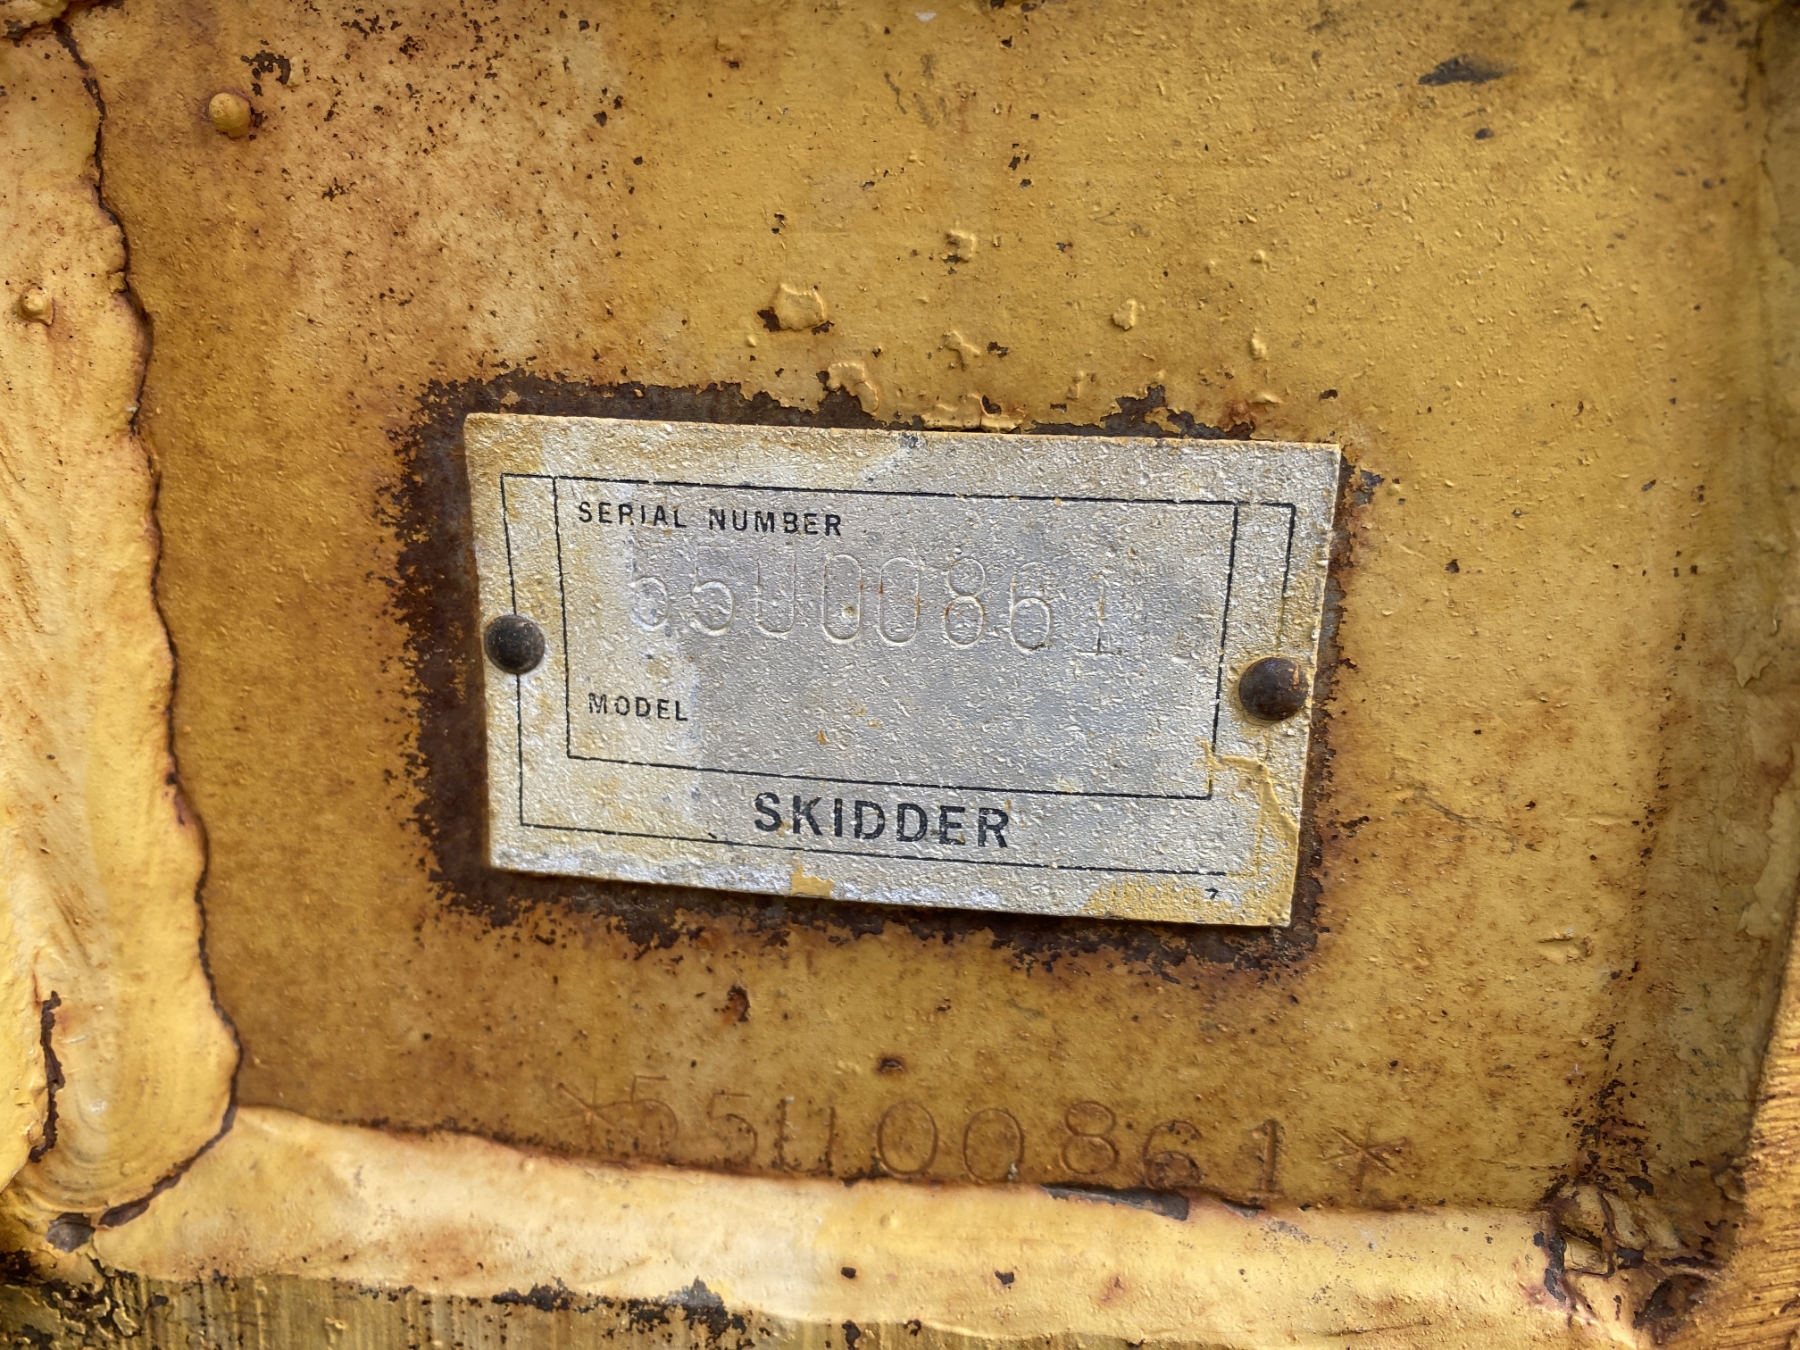 SERIAL NUMBER
55U00861
MODEL
SKIDDER
*55U00861*